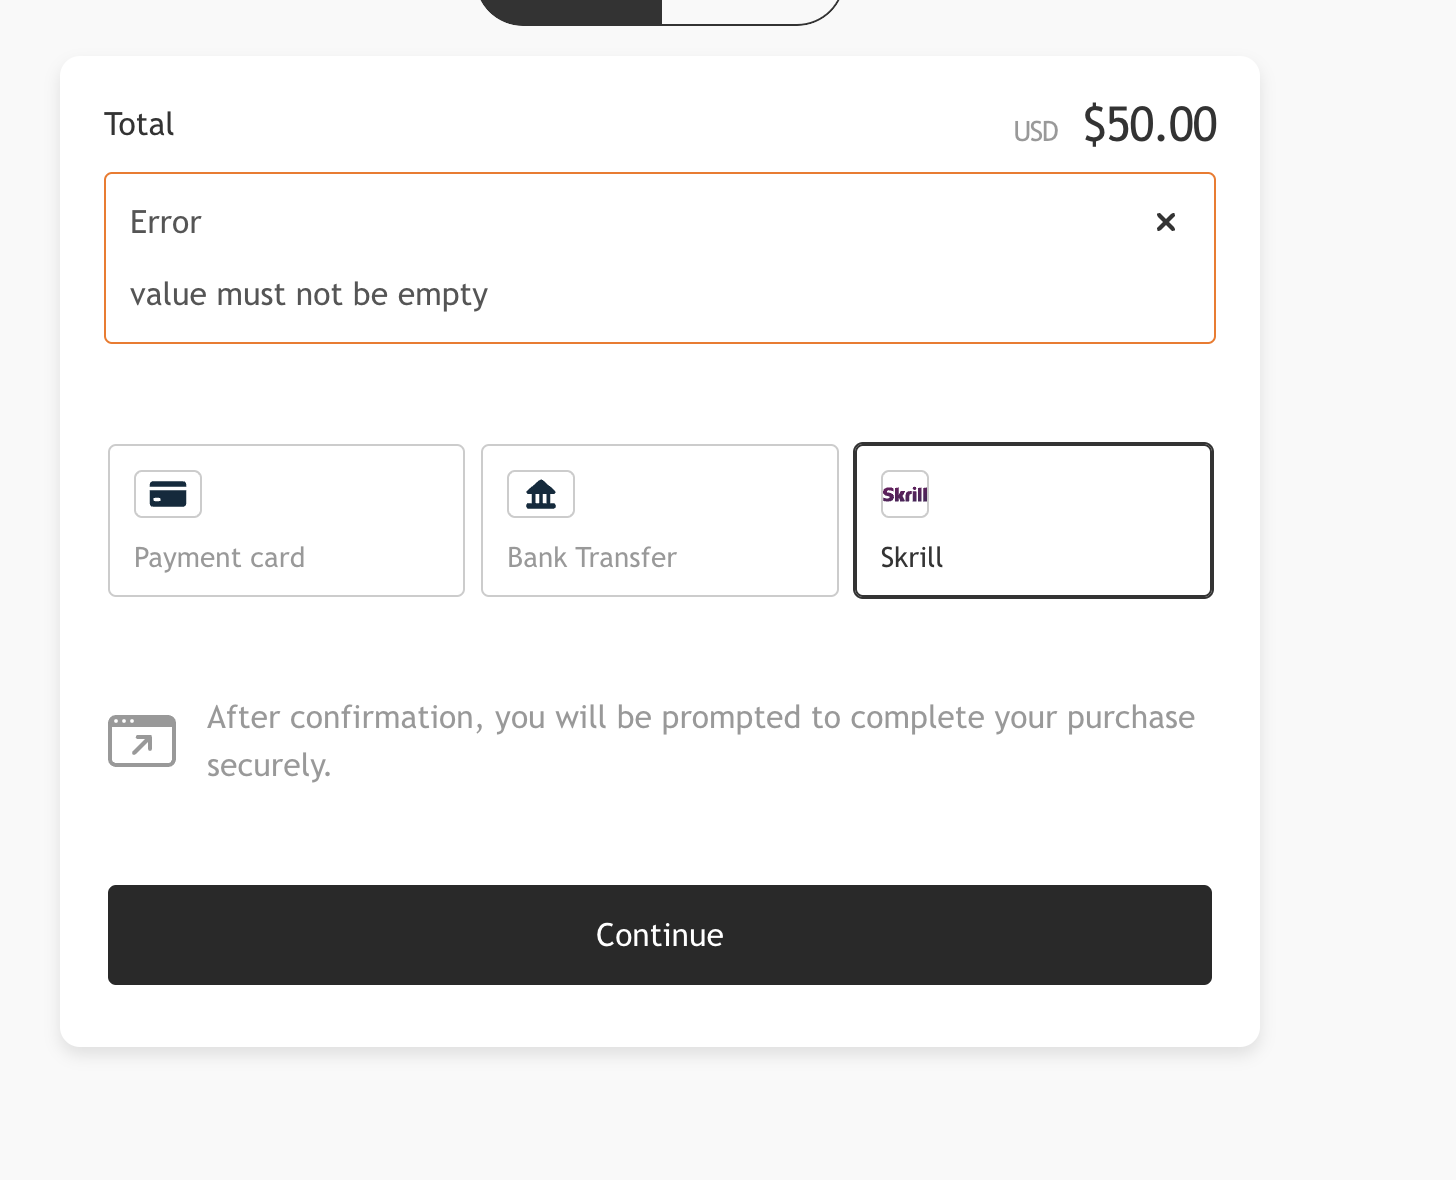 Total
USD $50.00
Error
value must not be empty
Payment card
Bank Transfer
Skrill
Skrill
After confirmation, you will be prompted to complete your purchase
securely.
Continue